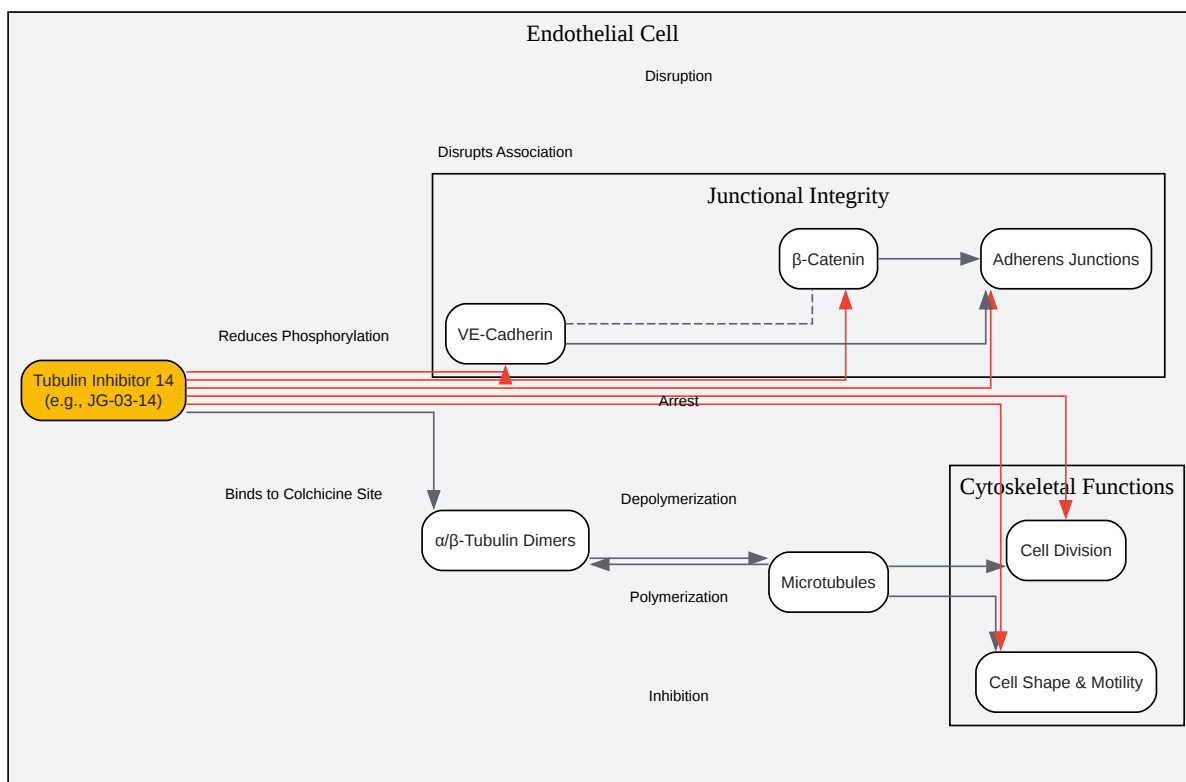 Endothelial Cell
Disruption
Disrupts Association
Junctional Integrity
β-Catenin
Adherens Junctions
VE-Cadherin
Reduces Phosphorylation
Tubulin Inhibitor 14
(e.g., JG-03-14)
Arrest
Cytoskeletal Functions
Binds to Colchicine Site
Depolymerization
α/β-Tubulin Dimers
Cell Division
Microtubules
Polymerization
Cell Shape & Motility
Inhibition